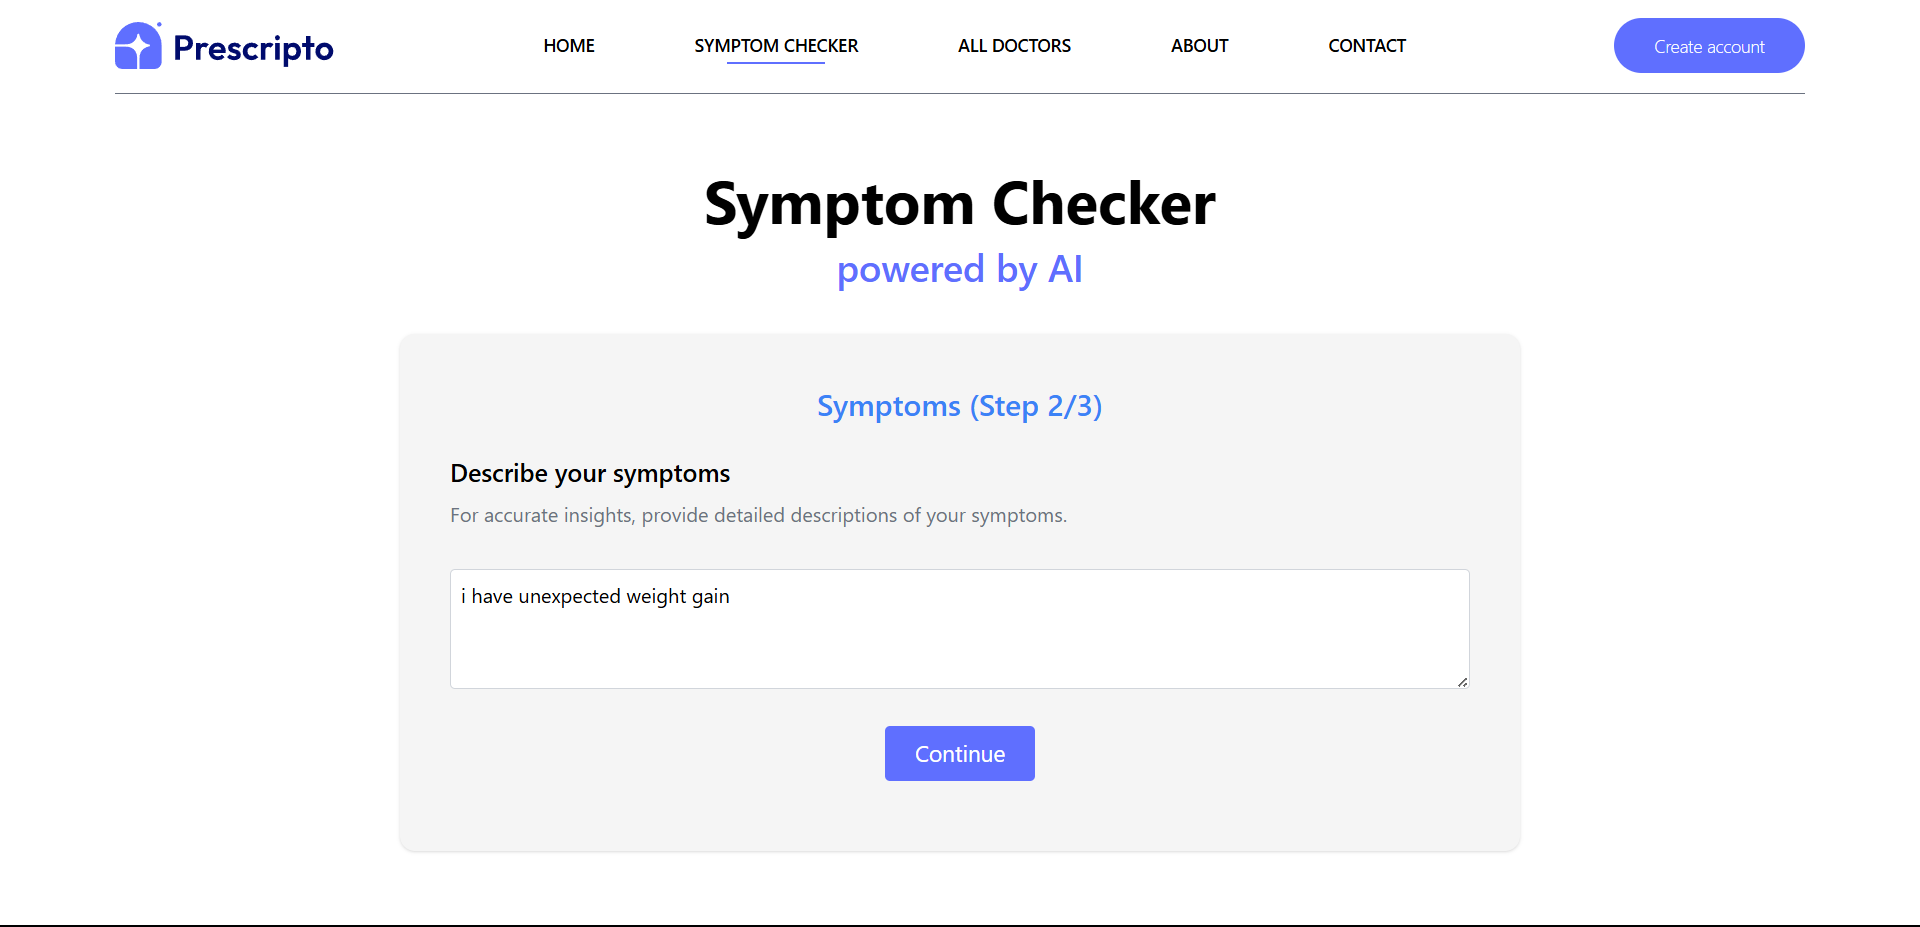 Prescripto
HOME
SYMPTOM CHECKER
ALL DOCTORS
ABOUT
CONTACT
Create account
Symptom Checker
powered by AI
Symptoms (Step 2/3)
Describe your symptoms
For accurate insights, provide detailed descriptions of your symptoms.
i have unexpected weight gain
Continue